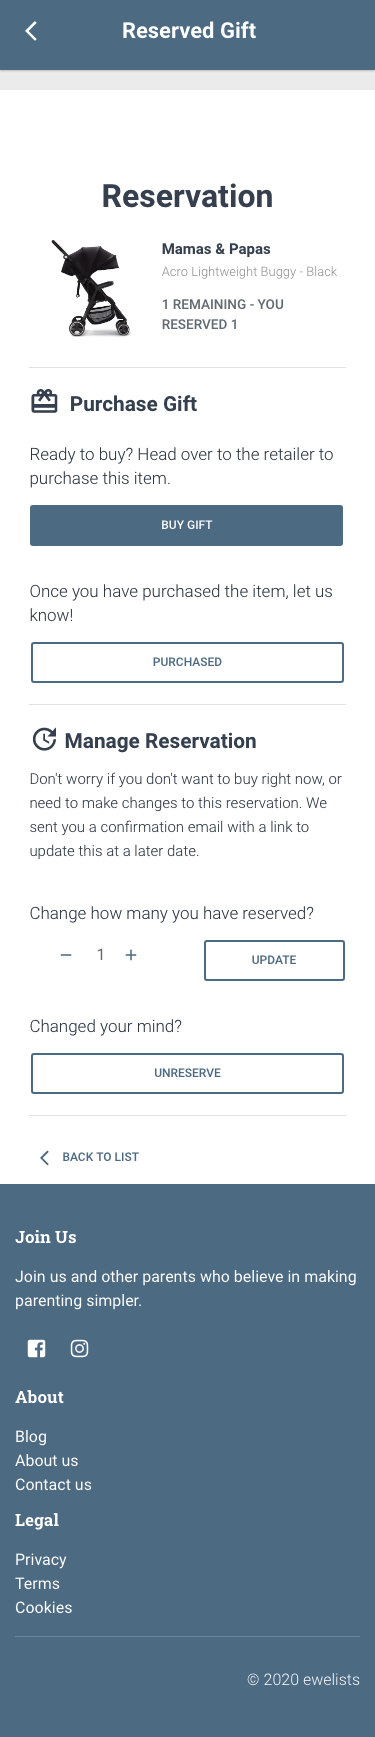 Reserved Gift
Reservation
Mamas & Papas
Acro Lightweight Buggy - Black
1 REMAINING - YOU
RESERVED 1
Purchase Gift
Ready to buy? Head over to the retailer to
purchase this item.
BUY GIFT
Once you have purchased the item, let us
know!
PURCHASED
Manage Reservation
Don't worry if you don't want to buy right now, or
need to make changes to this reservation. We
sent you a confirmation email with a link to
update this at a later date.
Change how many you have reserved?
− 1 + UPDATE
Changed your mind?
UNRESERVE
BACK TO LIST
Join Us
Join us and other parents who believe in making
parenting simpler.
About
Blog
About us
Contact us
Legal
Privacy
Terms
Cookies
© 2020 ewelists